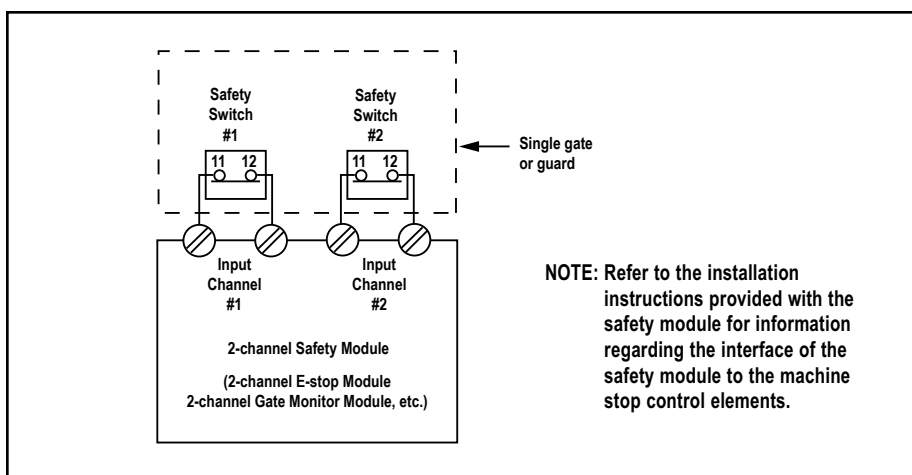 Safety
Switch
#1
Safety
Switch
#2
11 12
11 12
Single gate
or guard
Input
Channel
#1
Input
Channel
#2
2-channel Safety Module
(2-channel E-stop Module
2-channel Gate Monitor Module, etc.)
NOTE: Refer to the installation
instructions provided with the
safety module for information
regarding the interface of the
safety module to the machine
stop control elements.